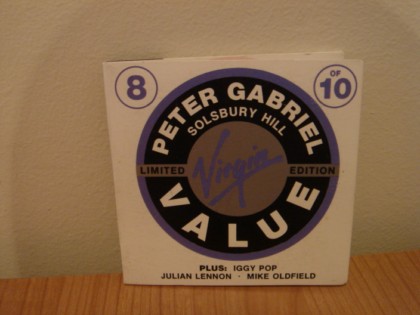 8
OF
10
PETER GABRIEL
SOLSBURY HILL
LIMITED Virgin EDITION
VALUE
PLUS: IGGY POP
JULIAN LENNON · MIKE OLDFIELD